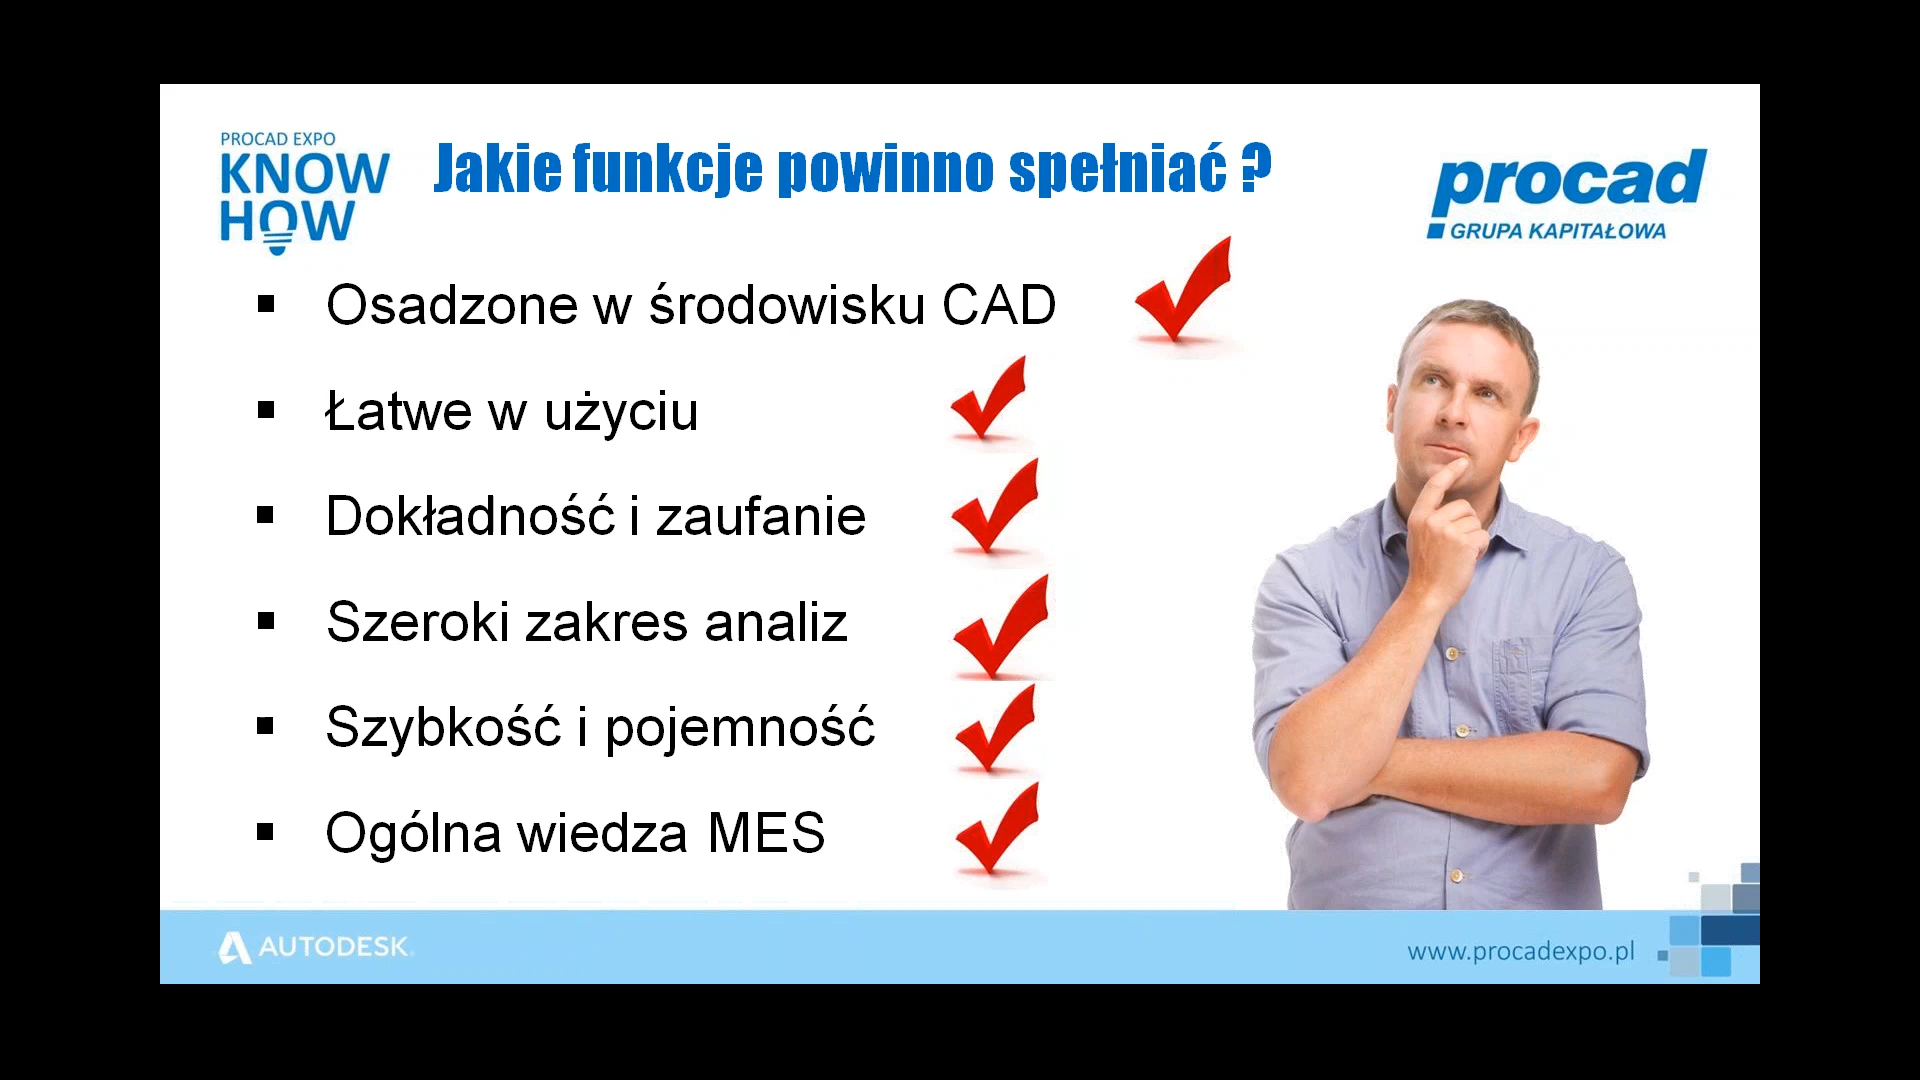 PROCAD EXPO
KNOW
HOW
Jakie funkcje powinno spełniać ?
procad
GRUPA KAPITAŁOWA
▪ Osadzone w środowisku CAD
▪ Łatwe w użyciu
▪ Dokładność i zaufanie
▪ Szeroki zakres analiz
▪ Szybkość i pojemność
▪ Ogólna wiedza MES
AUTODESK
www.procadexpo.pl